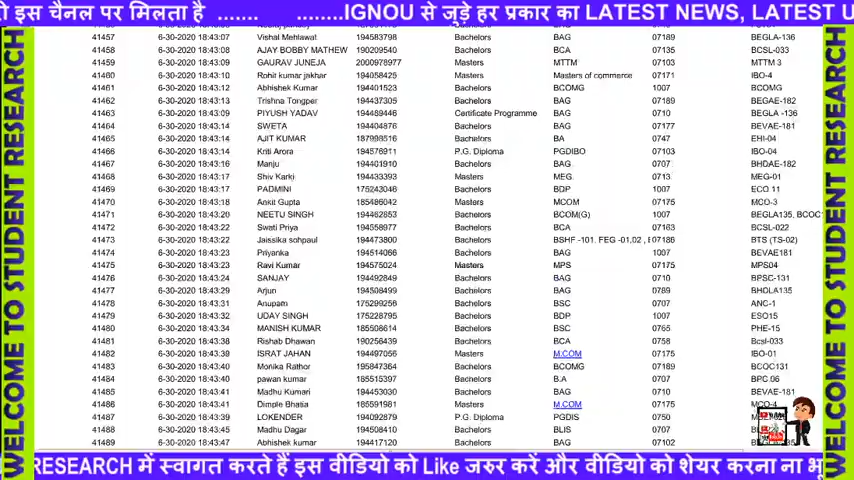 ो इस चैनल पर मिलता है ....... ........IGNOU से जुड़े हर प्रकार का LATEST NEWS, LATEST U
WELCOME TO STUDENT RESEARCH
41457 6-30-2020 18:43:07 Vishal Mehlawat 194583798 Bachelors BAG 07189 BEGLA-136
41458 6-30-2020 18:43:08 AJAY BOBBY MATHEW 190209540 Bachelors BCA 07135 BCSL-033
41459 6-30-2020 18:43:09 GAURAV JUNEJA 2000978977 Masters MTTM 07103 MTTM 3
41460 6-30-2020 18:43:10 Rohit kumar jakhar 194058425 Masters Masters of commerce 07171 IBO-4
41461 6-30-2020 18:43:12 Abhishek Kumar 194401523 Bachelors BCOMG 1007 BCOMG
41462 6-30-2020 18:43:13 Trishna Tongper 194437305 Bachelors BAG 07189 BEGAE-182
41463 6-30-2020 18:43:09 PIYUSH YADAV 194489446 Certificate Programme BAG 0710 BEGLA -136
41464 6-30-2020 18:43:14 SWETA 194404876 Bachelors BAG 07177 BEVAE-181
41465 6-30-2020 18:43:14 AJIT KUMAR 187998516 Bachelors BA 0747 EHI-04
41466 6-30-2020 18:43:14 Kriti Arora 194576911 P.G. Diploma PGDIBO 07103 IBO-04
41467 6-30-2020 18:43:16 Manju 194401910 Bachelors BAG 0707 BHDAE-182
41468 6-30-2020 18:43:17 Shiv Karki 194433393 Masters MEG 0713 MEG-01
41469 6-30-2020 18:43:17 PADMINI 175243046 Bachelors BDP 1007 ECO 11
41470 6-30-2020 18:43:18 Ankit Gupta 185486042 Masters MCOM 07175 MCO-3
41471 6-30-2020 18:43:20 NEETU SINGH 194462853 Bachelors BCOM(G) 1007 BEGLA135, BCOC
41472 6-30-2020 18:43:22 Swati Priya 194558977 Bachelors BCA 07163 BCSL-022
41473 6-30-2020 18:43:22 Jaissika sohpaul 194473800 Bachelors BSHF -101. FEG -01,02 , 07186 BTS (TS-02)
41474 6-30-2020 18:43:23 Priyanka 194514066 Bachelors BAG 1007 BEVAE181
41475 6-30-2020 18:43:23 Ravi Kumar 194575024 Masters MPS 07175 MPS04
41476 6-30-2020 18:43:24 SANJAY 194492849 Bachelors BAG 0710 BPSC-131
41477 6-30-2020 18:43:29 Arjun 194508499 Bachelors BAG 0789 BHDLA135
41478 6-30-2020 18:43:31 Anupam 175299256 Bachelors BSC 0707 ANC-1
41479 6-30-2020 18:43:32 UDAY SINGH 175228795 Bachelors BDP 1007 ESO15
41480 6-30-2020 18:43:34 MANISH KUMAR 185508614 Bachelors BSC 0765 PHE-15
41481 6-30-2020 18:43:38 Rishab Dhawan 190256439 Bachelors BCA 0758 Bcsl-033
41482 6-30-2020 18:43:39 ISRAT JAHAN 194497056 Masters M.COM 07175 IBO-01
41483 6-30-2020 18:43:40 Monika Rathor 195847364 Bachelors BCOMG 07189 BCOC131
41484 6-30-2020 18:43:40 pawan kumar 185515397 Bachelors B.A 0707 BPC 06
41485 6-30-2020 18:43:41 Madhu Kumari 194453030 Bachelors BAG 0710 BEVAE-181
41486 6-30-2020 18:43:41 Dimple Bhatia 185591981 Masters M.COM 07175 MCO-4
41487 6-30-2020 18:43:39 LOKENDER 194092879 P.G. Diploma PGDIS 0750
41488 6-30-2020 18:43:45 Madhu Dagar 194508410 Bachelors BLIS 0707
41489 6-30-2020 18:43:47 Abhishek kumar 194417120 Bachelors BAG 07102
WELCOME TO STUDENT RESEARCH
RESEARCH में स्वागत करते हैं इस वीडियो को Like जरुर करें और वीडियो को शेयर करना ना भू